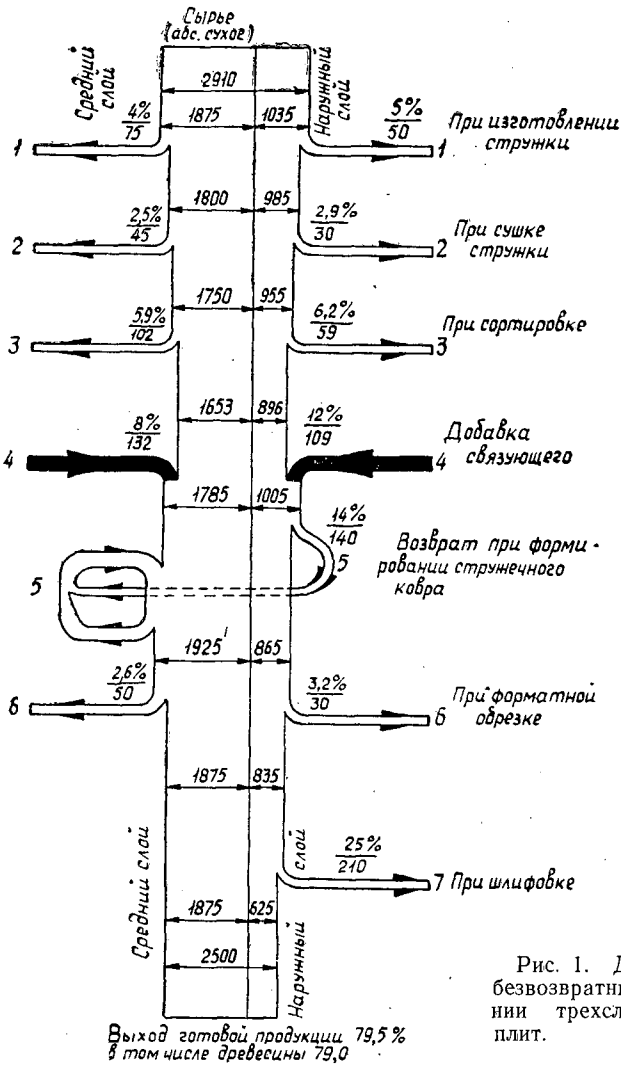 Сырье
(абс. сухое)
Средний
слой
Наружный
слой
2910
4%
75
1875
1035
5%
50
При изготовлении
стружки
1
1
2,5%
45
1800
985
2,9%
30
При сушке
стружки
2
2
5,9%
102
1750
955
6,2%
59
При сортировке
3
3
1653
896
8%
132
12%
109
Добавка
связующего
4
4
1785
1005
14%
140
5
5
Возврат при форми-
ровании стружечного
ковра
1925
865
2,6%
50
3,2%
30
При форматной
обрезке
6
6
1875
835
Средний слой
Наружный слой
25%
210
7 При шлифовке
1875
625
2500
Выход готовой продукции 79,5%
в том числе древесины 79,0
Рис. 1. Д
безвозвратн
нии трехсл
плит.